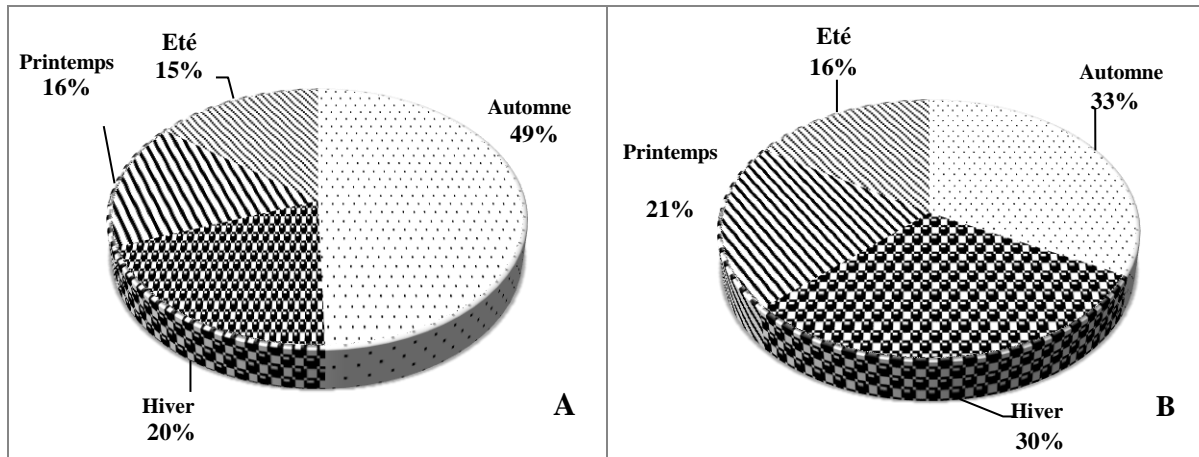 Eté
15%
Printemps
16%
Automne
49%
Hiver
20%
A
Eté
16%
Automne
33%
Printemps
21%
Hiver
30%
B